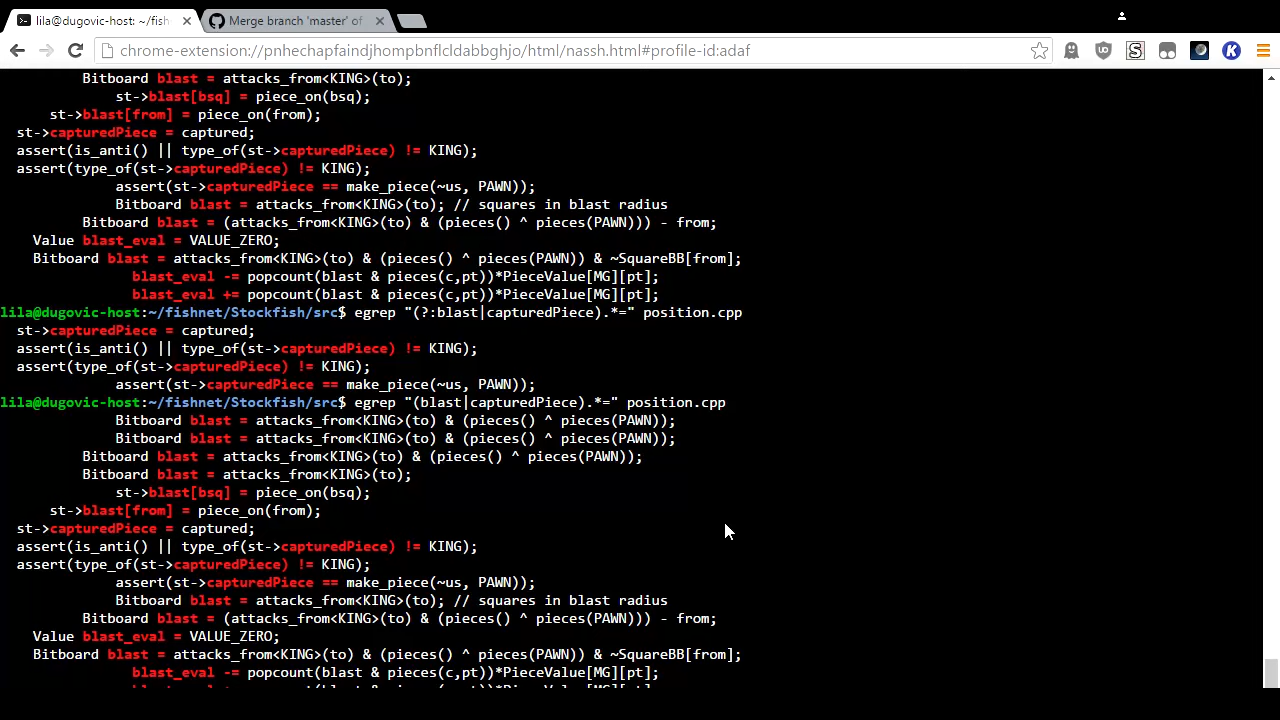 lila@dugovic-host: ~/fish
Merge branch 'master' of
chrome-extension://pnhechapfaindjhompbnflcldabbghjo/html/nassh.html#profile-id:adaf
Bitboard blast = attacks_from<KING>(to);
st->blast[bsq] = piece_on(bsq);
st->blast[from] = piece_on(from);
st->capturedPiece = captured;
assert(is_anti() || type_of(st->capturedPiece) != KING);
assert(type_of(st->capturedPiece) != KING);
assert(st->capturedPiece == make_piece(~us, PAWN));
Bitboard blast = attacks_from<KING>(to); // squares in blast radius
Bitboard blast = (attacks_from<KING>(to) & (pieces() ^ pieces(PAWN))) - from;
Value blast_eval = VALUE_ZERO;
Bitboard blast = attacks_from<KING>(to) & (pieces() ^ pieces(PAWN)) & ~SquareBB[from];
blast_eval -= popcount(blast & pieces(c,pt))*PieceValue[MG][pt];
blast_eval += popcount(blast & pieces(c,pt))*PieceValue[MG][pt];
lila@dugovic-host:~/fishnet/Stockfish/src$ egrep "(?:blast|capturedPiece).*=" position.cpp
st->capturedPiece = captured;
assert(is_anti() || type_of(st->capturedPiece) != KING);
assert(type_of(st->capturedPiece) != KING);
assert(st->capturedPiece == make_piece(~us, PAWN));
lila@dugovic-host:~/fishnet/Stockfish/src$ egrep "(blast|capturedPiece).*=" position.cpp
Bitboard blast = attacks_from<KING>(to) & (pieces() ^ pieces(PAWN));
Bitboard blast = attacks_from<KING>(to) & (pieces() ^ pieces(PAWN));
Bitboard blast = attacks_from<KING>(to) & (pieces() ^ pieces(PAWN));
Bitboard blast = attacks_from<KING>(to);
st->blast[bsq] = piece_on(bsq);
st->blast[from] = piece_on(from);
st->capturedPiece = captured;
assert(is_anti() || type_of(st->capturedPiece) != KING);
assert(type_of(st->capturedPiece) != KING);
assert(st->capturedPiece == make_piece(~us, PAWN));
Bitboard blast = attacks_from<KING>(to); // squares in blast radius
Bitboard blast = (attacks_from<KING>(to) & (pieces() ^ pieces(PAWN))) - from;
Value blast_eval = VALUE_ZERO;
Bitboard blast = attacks_from<KING>(to) & (pieces() ^ pieces(PAWN)) & ~SquareBB[from];
blast_eval -= popcount(blast & pieces(c,pt))*PieceValue[MG][pt];